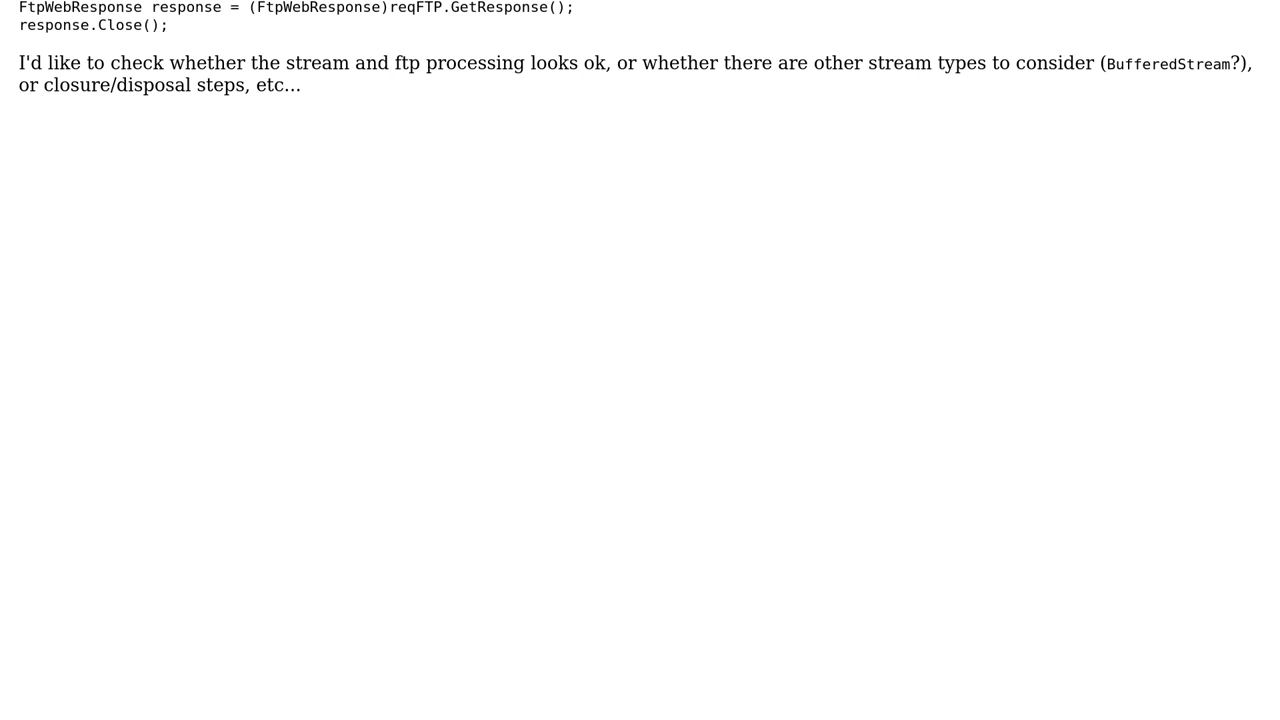 FtpWebResponse response = (FtpWebResponse)reqFTP.GetResponse();
response.Close();
I'd like to check whether the stream and ftp processing looks ok, or whether there are other stream types to consider (BufferedStream?),
or closure/disposal steps, etc...